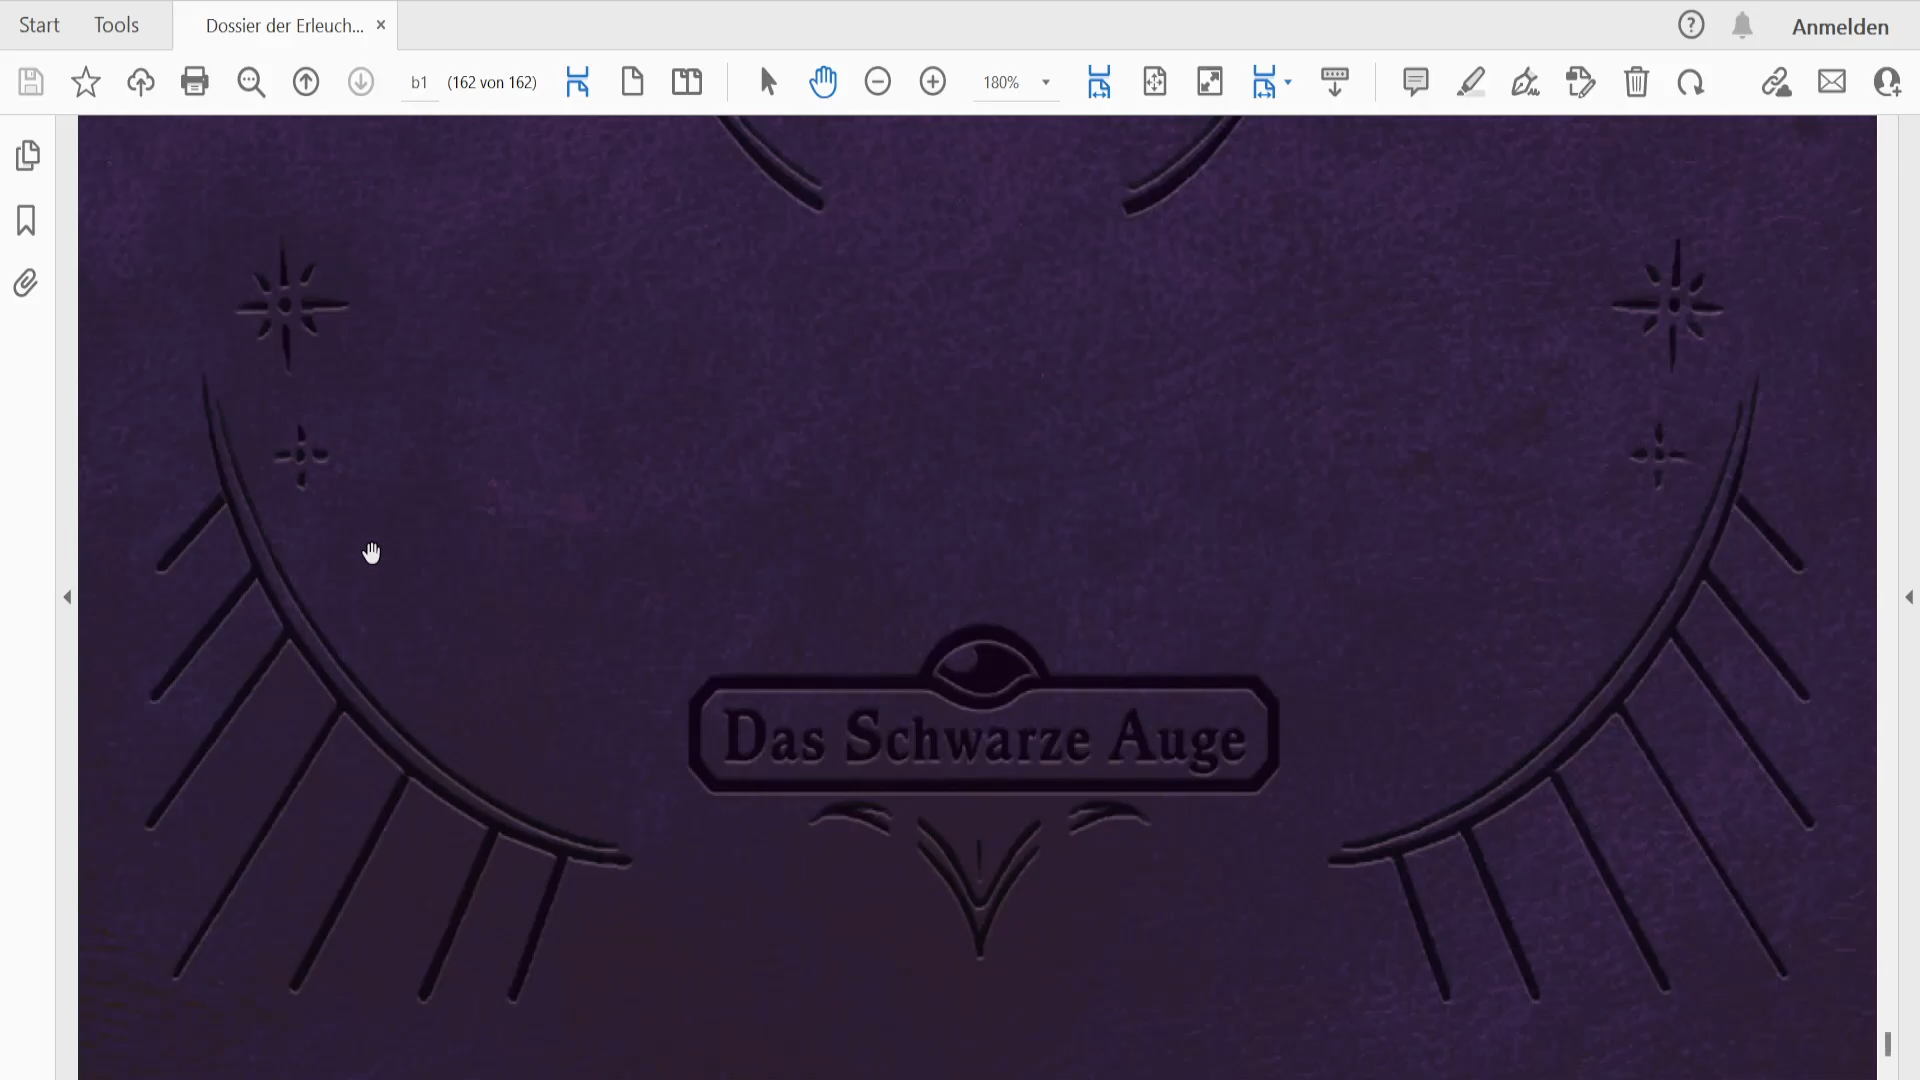 Start
Tools
Dossier der Erleuch...
Anmelden
b1
(162 von 162)
180%
Das Schwarze Auge